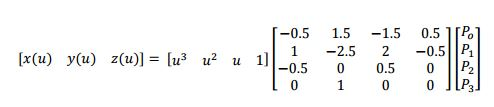 [x(u) y(u) z(u)] = [u³ u² u 1] [-0.5 1.5 -1.5 0.5] [Pₒ]
[1 -2.5 2 -0.5] [P₁]
[-0.5 0 0.5 0] [P₂]
[0 1 0 0] [P₃]